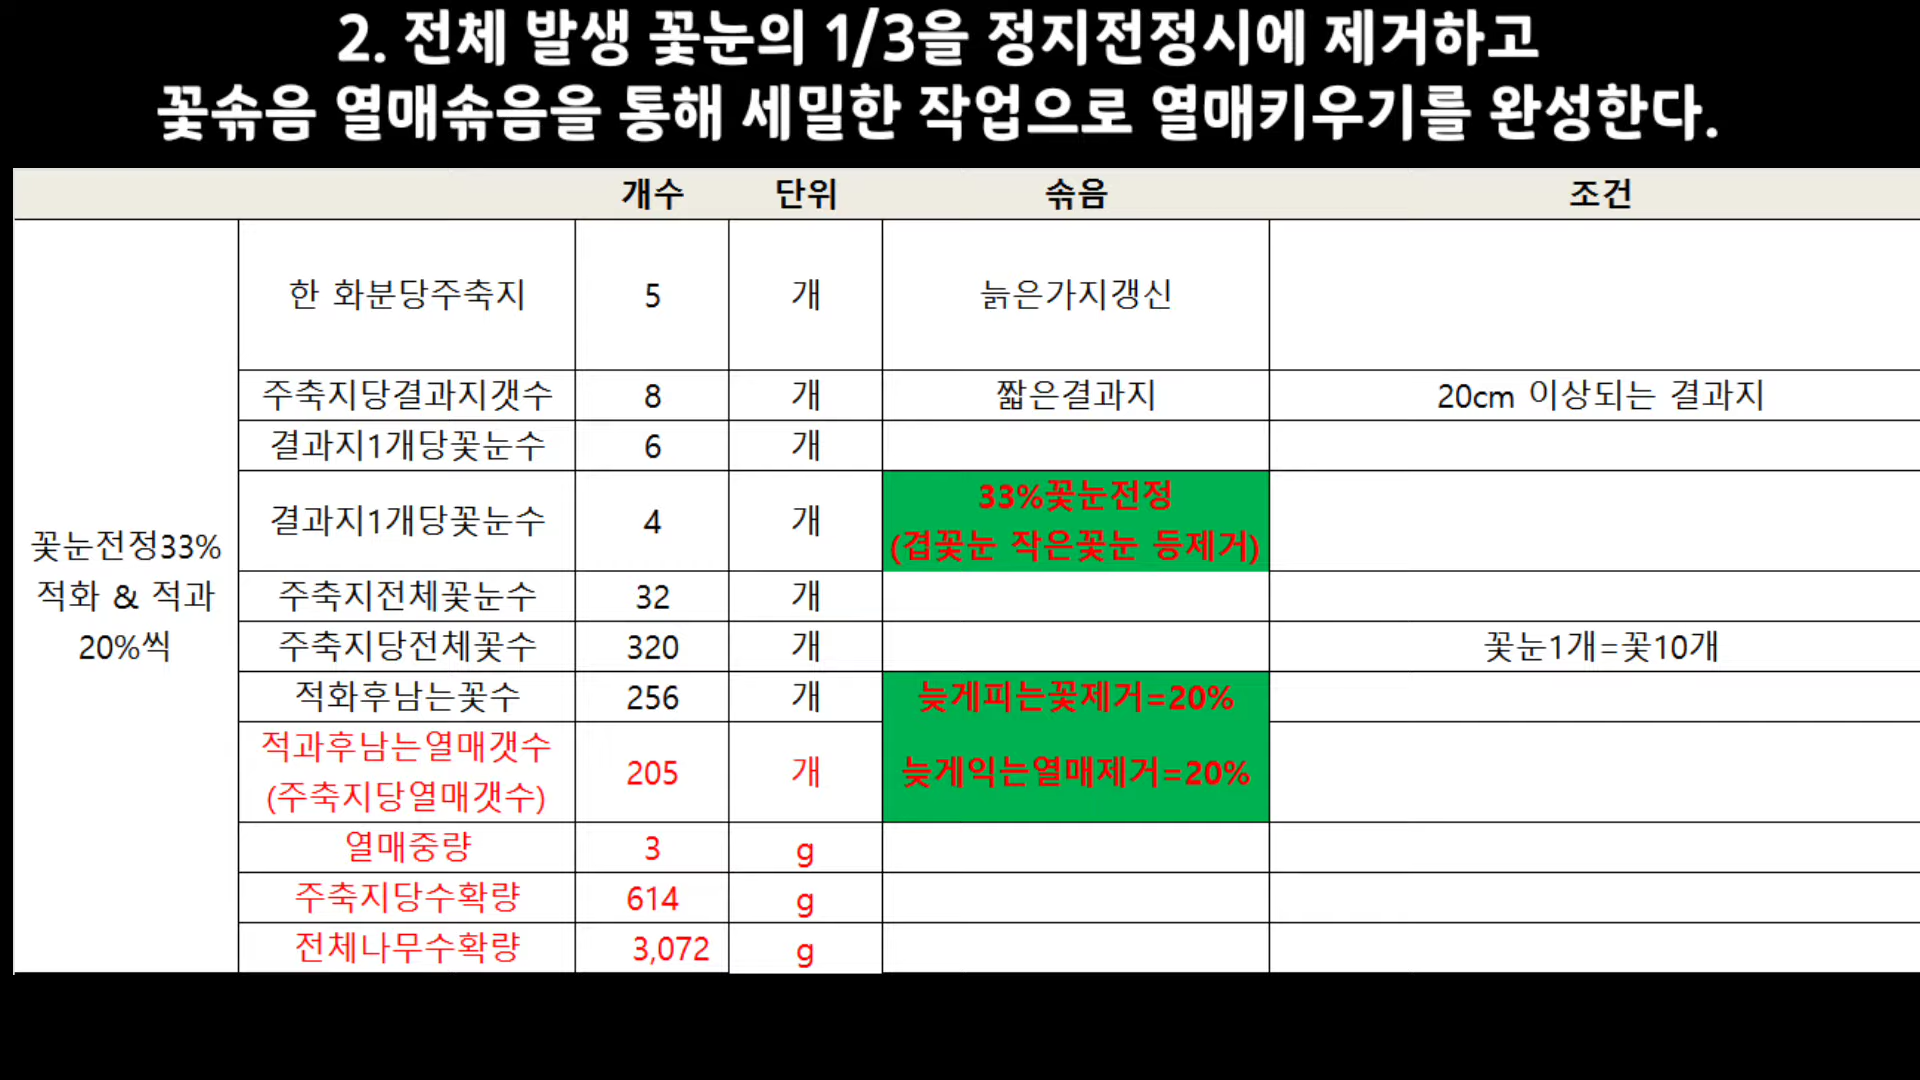 2. 전체 발생 꽃눈의 1/3을 정지전정시에 제거하고
꽃솎음 열매솎음을 통해 세밀한 작업으로 열매키우기를 완성한다.
개수 단위 솎음 조건
꽃눈전정33%
적화 & 적과
20%씩
한 화분당주축지 5 개 늙은가지갱신
주축지당결과지갯수 8 개 짧은결과지 20cm 이상되는 결과지
결과지1개당꽃눈수 6 개
결과지1개당꽃눈수 4 개 33%꽃눈전정
(겹꽃눈 작은꽃눈 등제거)
주축지전체꽃눈수 32 개
주축지당전체꽃수 320 개 꽃눈1개=꽃10개
적화후남는꽃수 256 개 늦게피는꽃제거=20%
적과후남는열매갯수
(주축지당열매갯수) 205 개 늦게익는열매제거=20%
열매중량 3 g
주축지당수확량 614 g
전체나무수확량 3,072 g